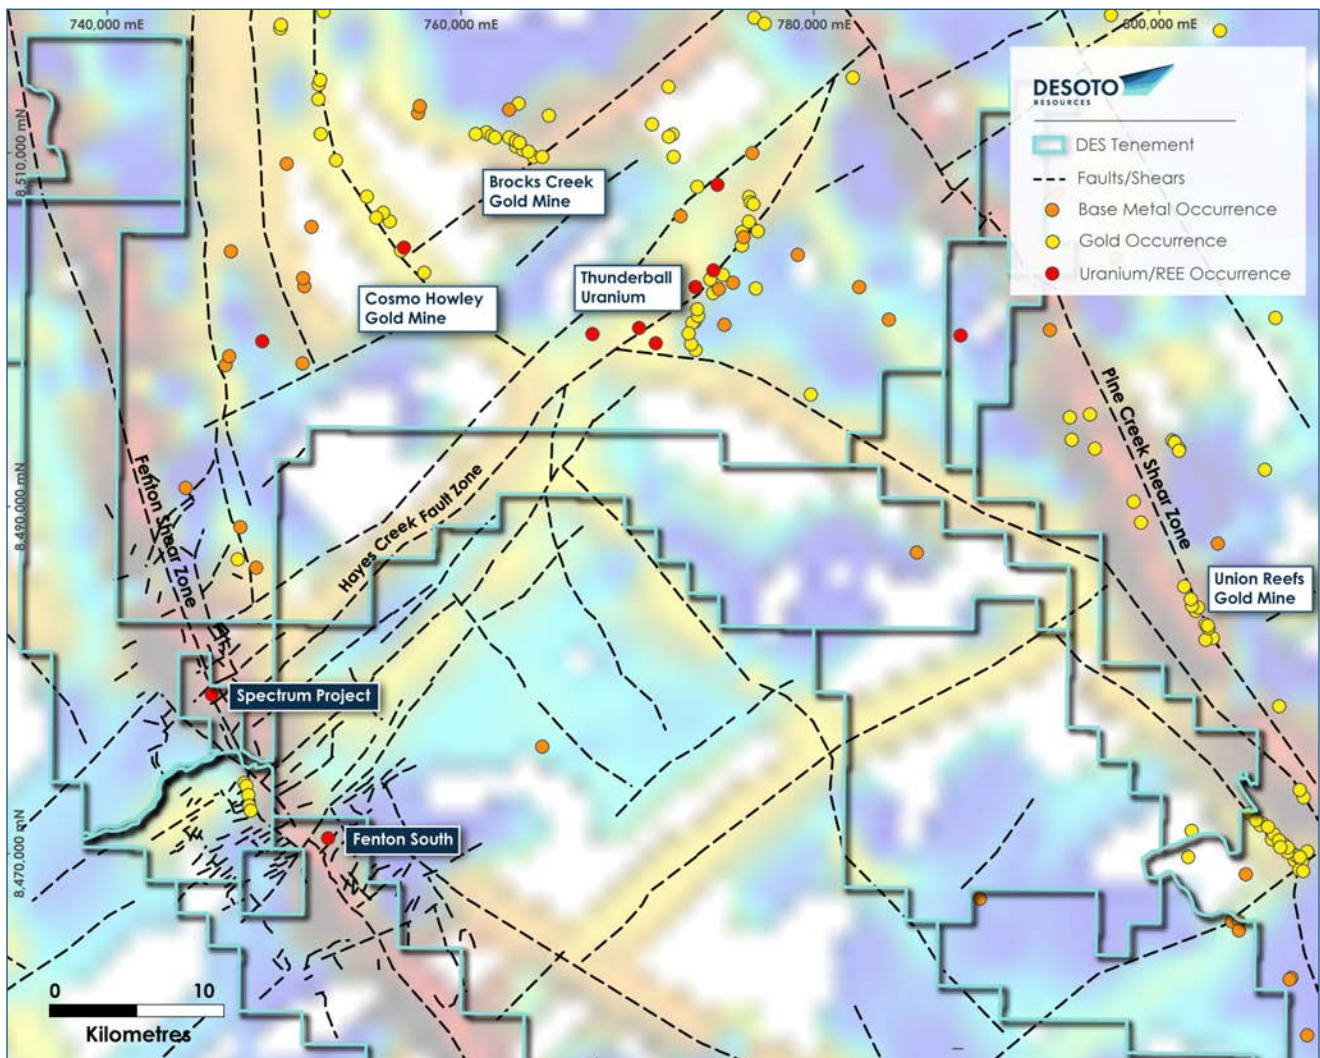 740,000 mE
760,000 mE
780,000 mE
800,000 mE
DESOTO
RESOURCES
DES Tenement
Faults/Shears
Base Metal Occurrence
Gold Occurrence
Uranium/REE Occurrence
8,510,000 mN
Brocks Creek
Gold Mine
Thunderball
Uranium
Cosmo Howley
Gold Mine
Pine Creek Shear Zone
Fenton Shear Zone
Hayes Creek Fault Zone
8,490,000 mN
Union Reefs
Gold Mine
Spectrum Project
Fenton South
8,470,000 mN
0 10
Kilometres